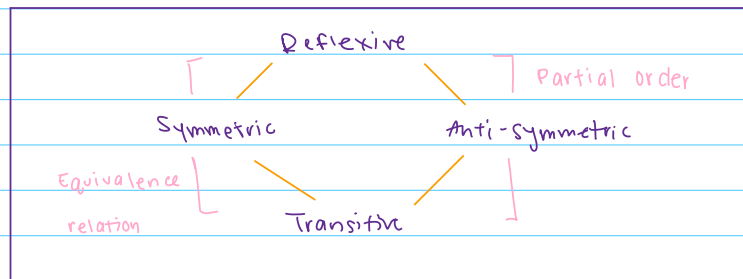 Reflexive
Partial order
Symmetric
Anti-symmetric
Equivalence
relation
Transitive